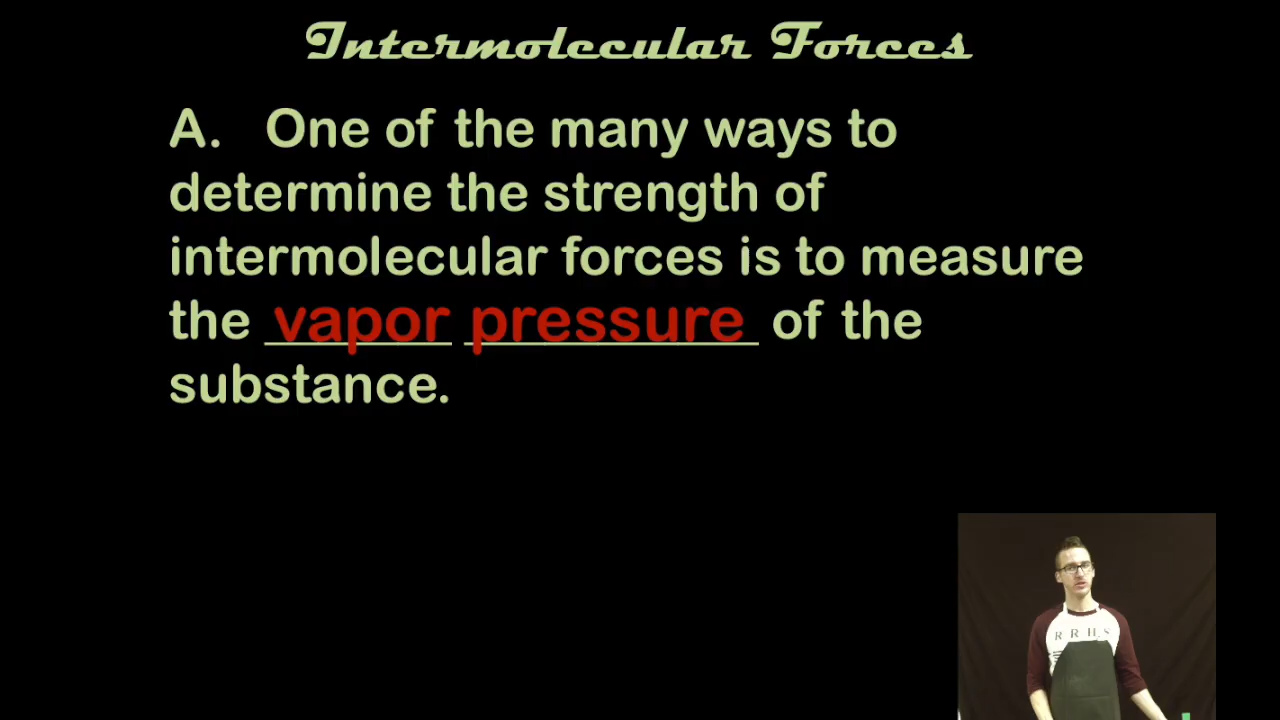 Intermolecular Forces
A. One of the many ways to
determine the strength of
intermolecular forces is to measure
the vapor pressure of the
substance.
RRHS